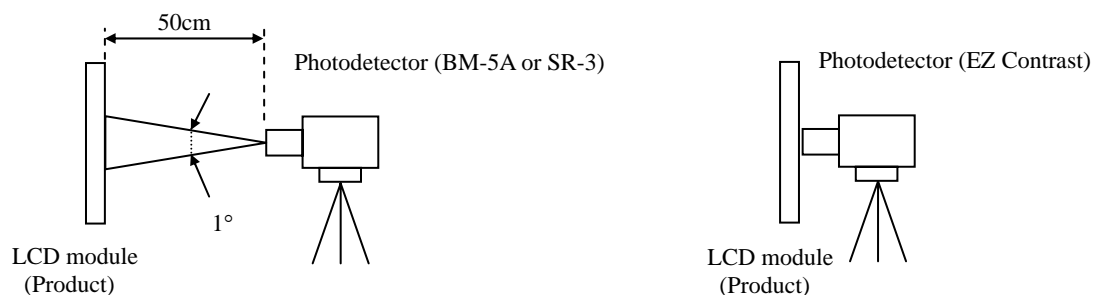 50cm
Photodetector (BM-5A or SR-3)
1°
LCD module
(Product)
Photodetector (EZ Contrast)
LCD module
(Product)